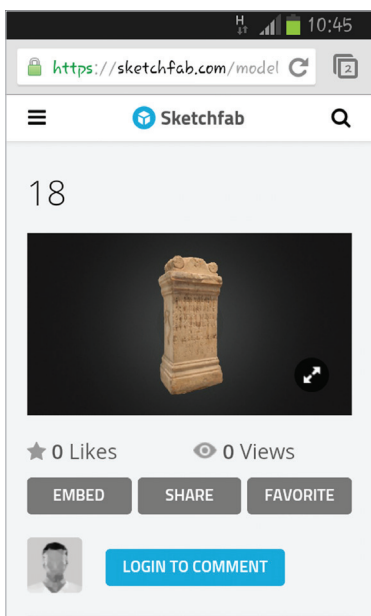 H 10:45
https://sketchfab.com/model 2
Sketchfab
18
0 Likes 0 Views
EMBED SHARE FAVORITE
LOGIN TO COMMENT